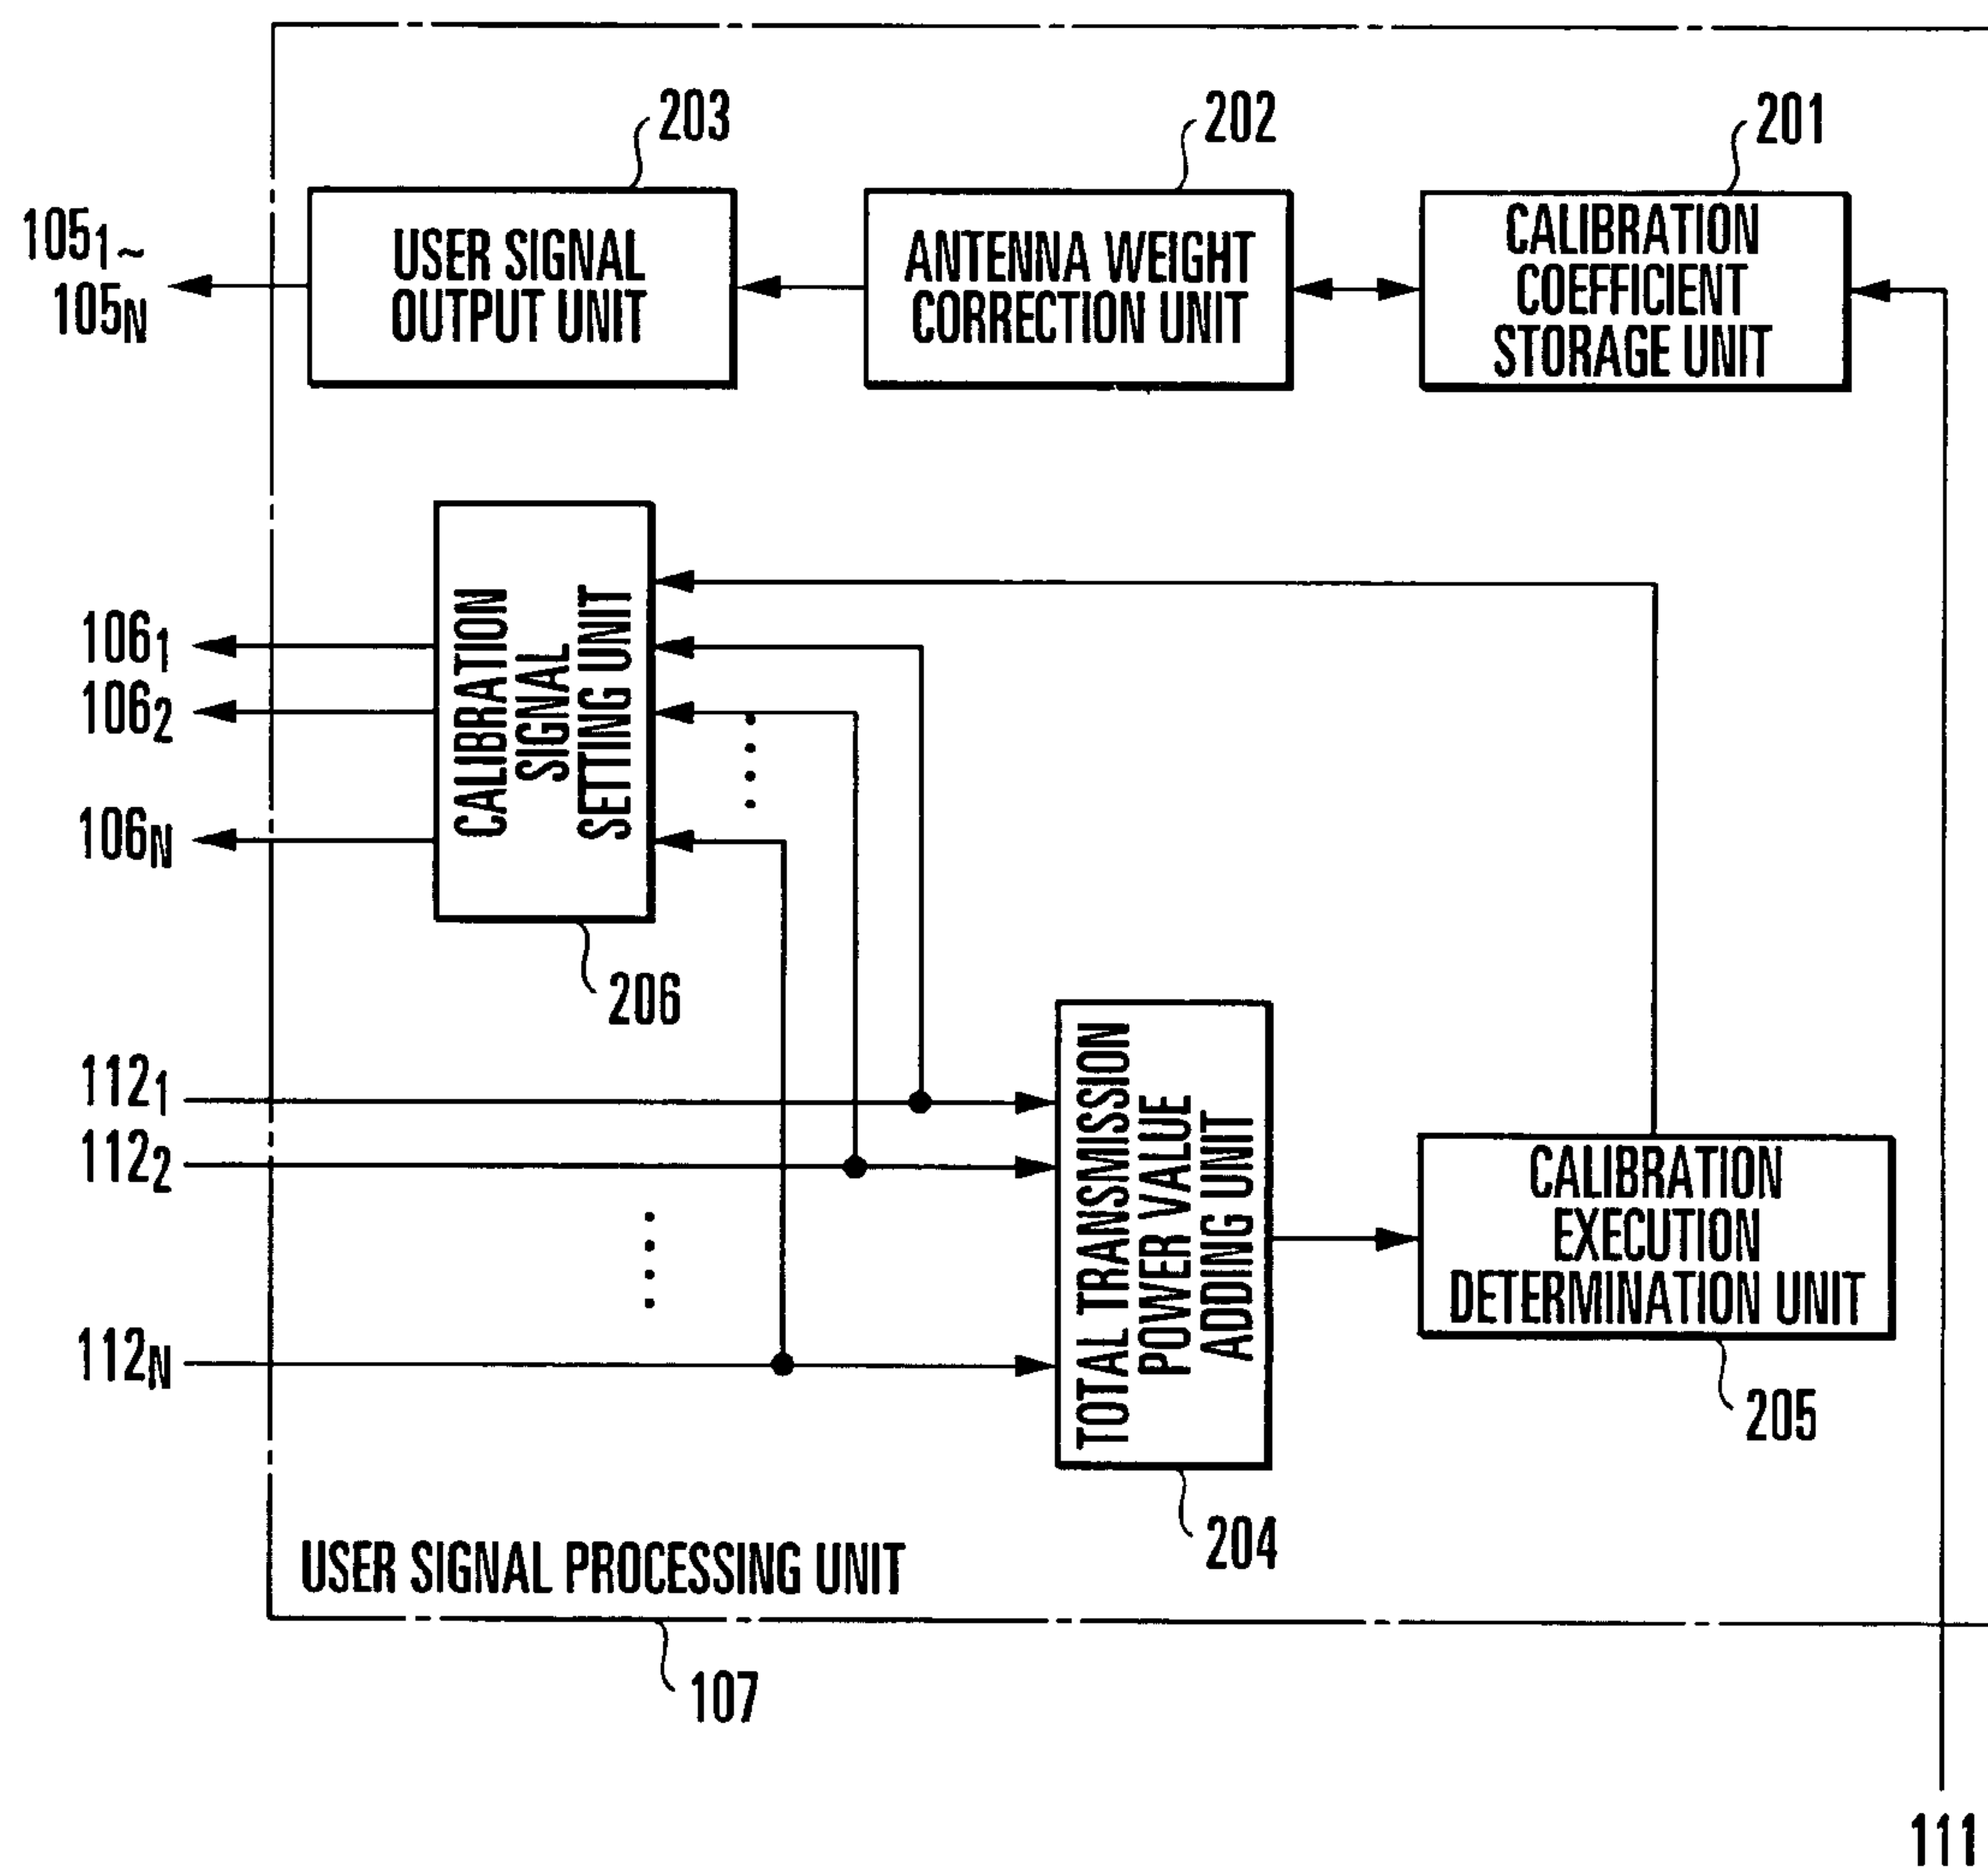 203
202
201
105₁~
105N
USER SIGNAL
OUTPUT UNIT
ANTENNA WEIGHT
CORRECTION UNIT
CALIBRATION
COEFFICIENT
STORAGE UNIT
106₁
106₂
106N
CALIBRATION
SIGNAL
SETTING UNIT
206
112₁
112₂
112N
TOTAL TRANSMISSION
POWER VALUE
ADDING UNIT
204
CALIBRATION
EXECUTION
DETERMINATION UNIT
205
USER SIGNAL PROCESSING UNIT
107
111